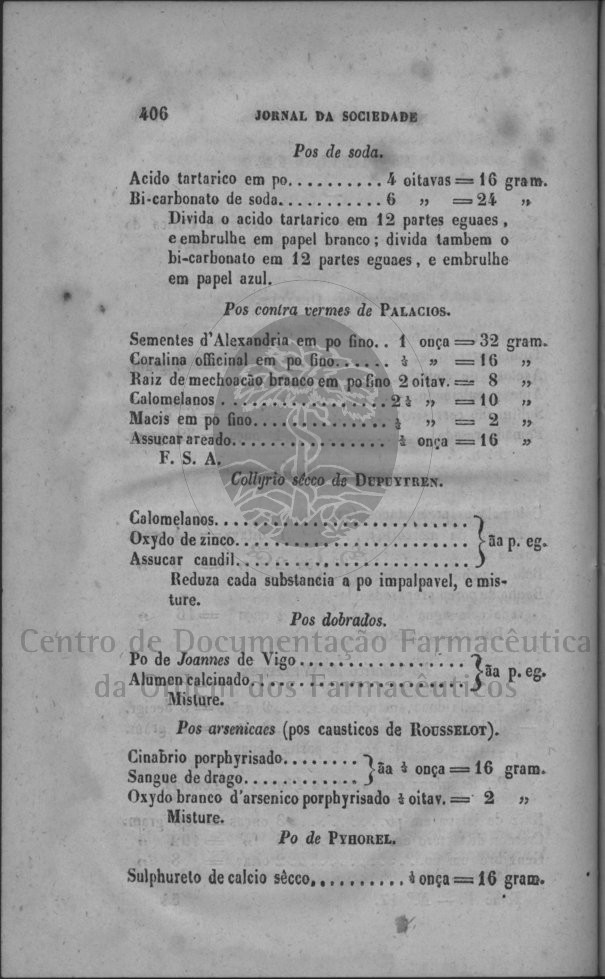 406 JORNAL DA SOCIEDADE
Pos de soda.
Acido tartarico em po.......... 4 oitavas = 16 gram.
Bi-carbonato de soda........... 6 „ = 24 „
Divida o acido tartarico em 12 partes eguaes,
e embrulhe em papel branco; divida tambem o
bi-carbonato em 12 partes eguaes, e embrulhe
em papel azul.
Pos contra vermes de PALACIOS.
Sementes d'Alexandria em po fino.. 1 onça = 32 gram.
Coralina officinal em po fino...... ½ „ = 16 „
Raiz de mechoacão branco em po fino 2 oitav. = 8 „
Calomelanos ................. 2½ „ = 10 „
Macis em po fino.............. ½ „ = 2 „
Assucar areado................ ½ onça = 16 „
F. S. A.
Collyrio sêcco de DUPUYTREN.
Calomelanos..........................
Oxydo de zinco........................ } ãa p. eg.
Assucar candil........................
Reduza cada substancia a po impalpavel, e mis-
ture.
Pos dobrados.
Centro de Documentação Farmacêutica
Po de Joannes de Vigo.................
Alumen calcinado...................... } ãa p. eg.
da Ordem dos Farmacêuticos
Misture.
Pos arsenicaes (pos causticos de ROUSSELOT).
Cinabrio porphyrisado........
Sangue de drago............ } ãa ½ onça = 16 gram.
Oxydo branco d'arsenico porphyrisado ½ oitav. = 2 „
Misture.
Po de PYHOREL.
Sulphureto de calcio sêcco.......... ½ onça = 16 gram.